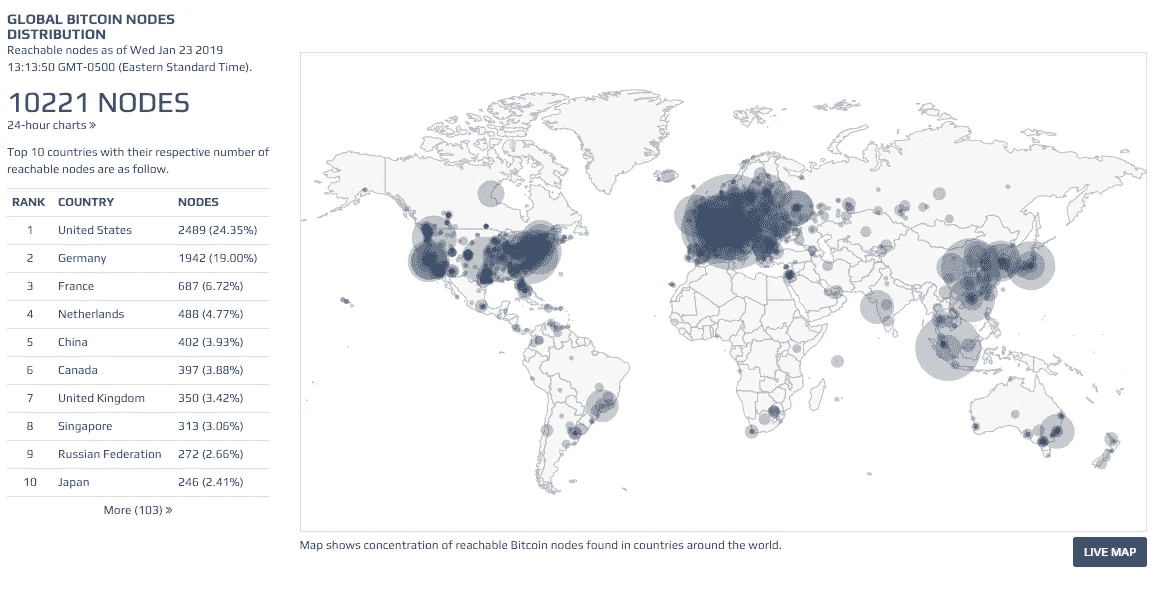 GLOBAL BITCOIN NODES
DISTRIBUTION
Reachable nodes as of Wed Jan 23 2019
13:13:50 GMT-0500 (Eastern Standard Time).
10221 NODES
24-hour charts »
Top 10 countries with their respective number of
reachable nodes are as follow.
RANK COUNTRY NODES
1 United States 2489 (24.35%)
2 Germany 1942 (19.00%)
3 France 687 (6.72%)
4 Netherlands 488 (4.77%)
5 China 402 (3.93%)
6 Canada 397 (3.88%)
7 United Kingdom 350 (3.42%)
8 Singapore 313 (3.06%)
9 Russian Federation 272 (2.66%)
10 Japan 246 (2.41%)
More (103) »
Map shows concentration of reachable Bitcoin nodes found in countries around the world.
LIVE MAP